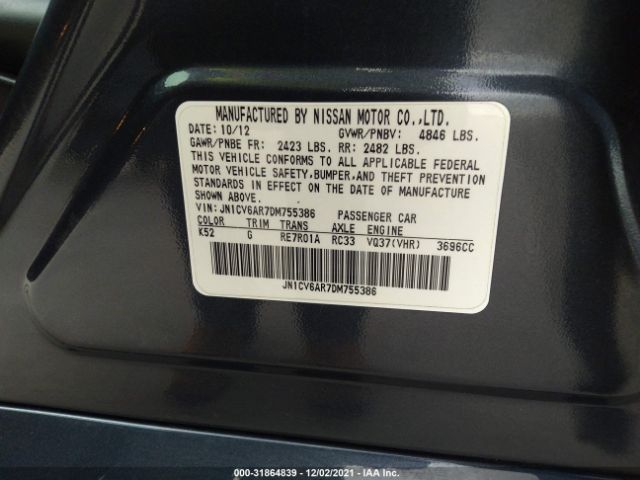 MANUFACTURED BY NISSAN MOTOR CO.,LTD.
DATE: 10/12 GVWR/PNBV: 4846 LBS.
GAWR/PNBE FR: 2423 LBS. RR: 2482 LBS.
THIS VEHICLE CONFORMS TO ALL APPLICABLE FEDERAL
MOTOR VEHICLE SAFETY,BUMPER,AND THEFT PREVENTION
STANDARDS IN EFFECT ON THE DATE OF MANUFACTURE
SHOWN ABOVE.
VIN: JN1CV6AR7DM755386 PASSENGER CAR
COLOR TRIM TRANS AXLE ENGINE
K52 G RE7R01A RC33 VQ37(VHR) 3696CC
JN1CV6AR7DM755386
000-31864839 - 12/02/2021 - IAA Inc.